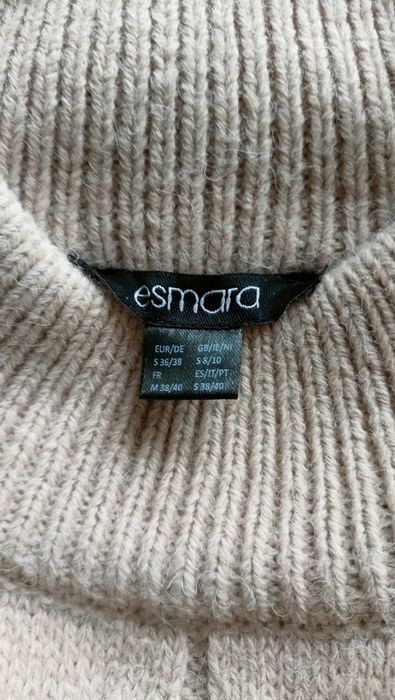 esmara
EUR/DE GB/IE/NI
S 36/38 S 8/10
FR ES/IT/PT
M 38/40 S 38/40